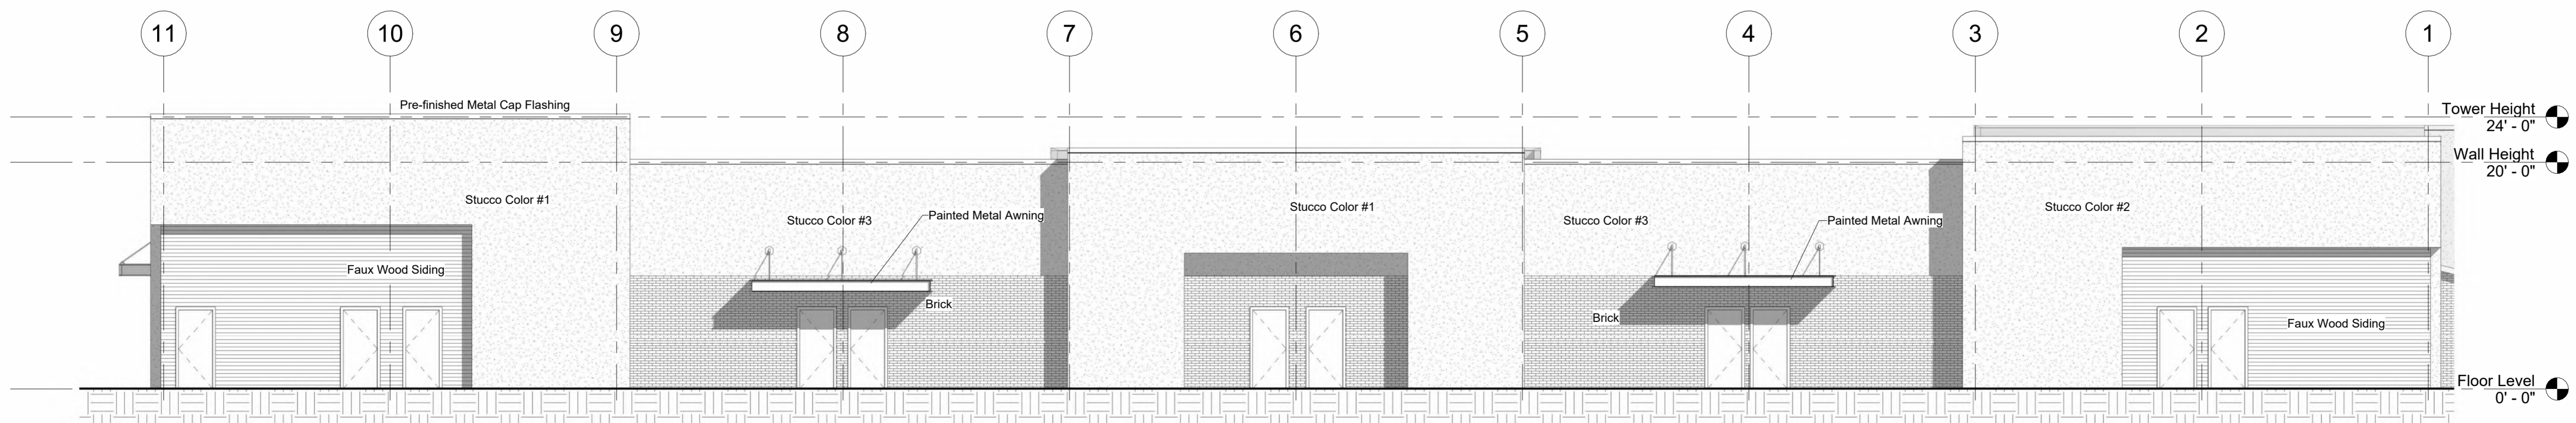 11
10
9
8
7
6
5
4
3
2
1
Pre-finished Metal Cap Flashing
Tower Height
24' - 0"
Wall Height
20' - 0"
Stucco Color #1
Stucco Color #3
Painted Metal Awning
Stucco Color #1
Stucco Color #3
Painted Metal Awning
Stucco Color #2
Faux Wood Siding
Brick
Brick
Faux Wood Siding
Floor Level
0' - 0"